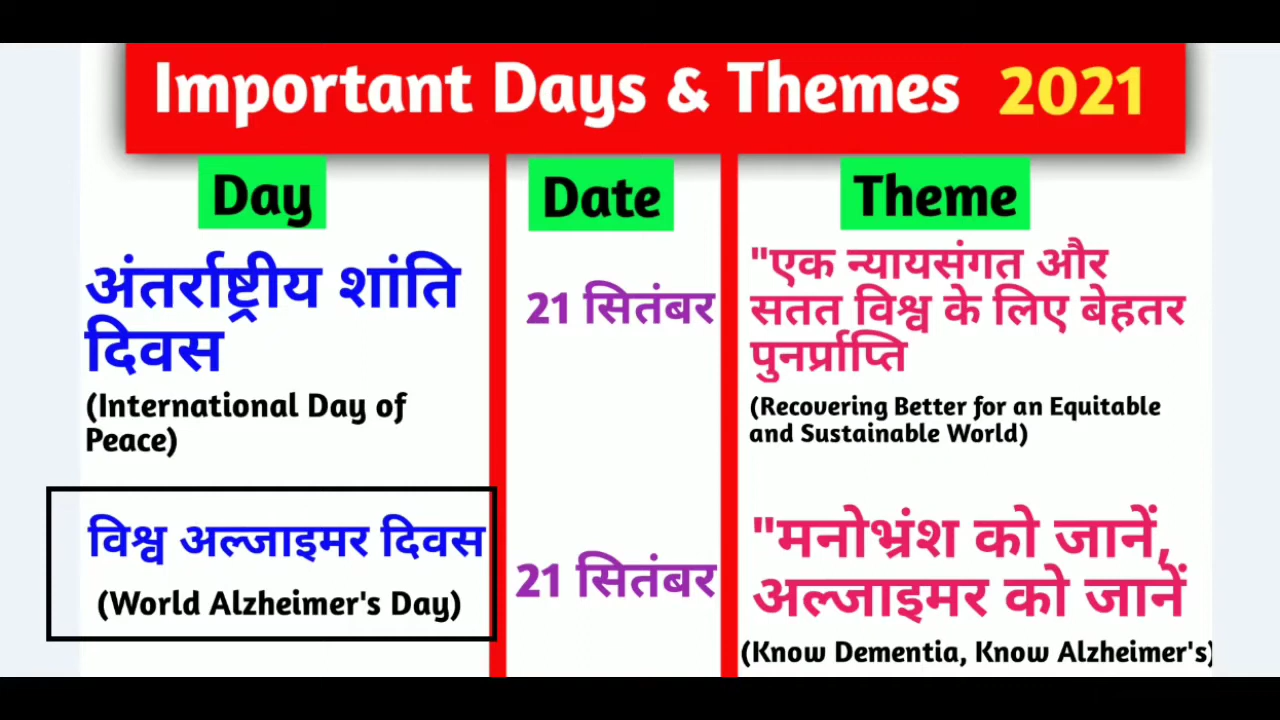 Important Days & Themes 2021
Day
Date
Theme
अंतर्राष्ट्रीय शांति
दिवस
(International Day of
Peace)
21 सितंबर
"एक न्यायसंगत और
सतत विश्व के लिए बेहतर
पुनर्प्राप्ति
(Recovering Better for an Equitable
and Sustainable World)
विश्व अल्जाइमर दिवस
(World Alzheimer's Day)
21 सितंबर
"मनोभ्रंश को जानें,
अल्जाइमर को जानें
(Know Dementia, Know Alzheimer's)